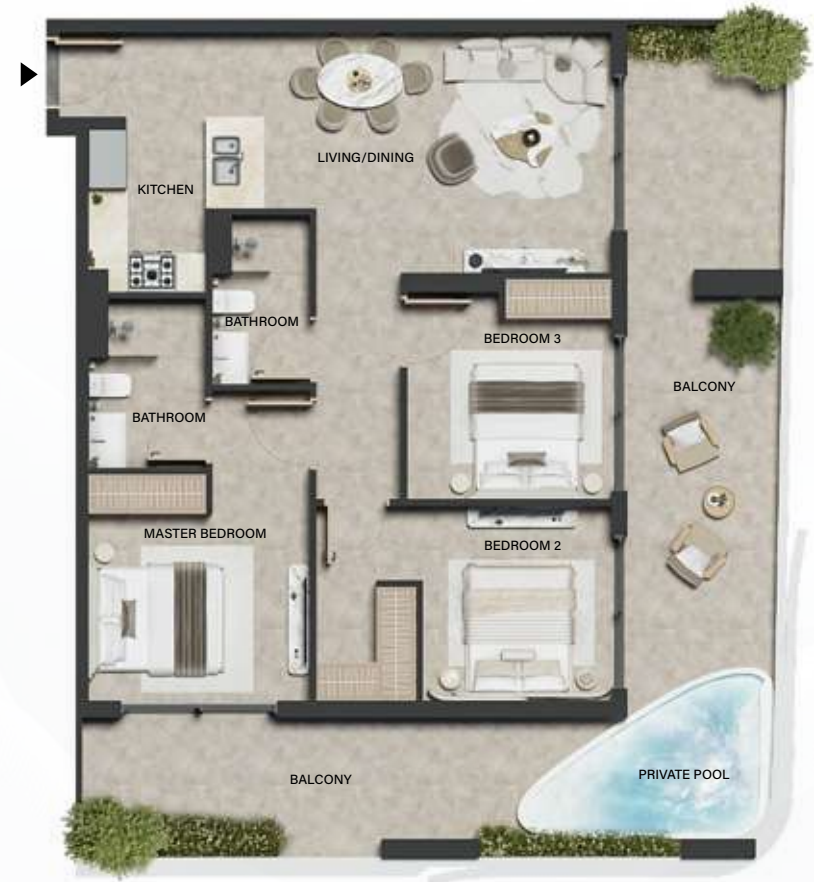 LIVING/DINING
KITCHEN
BATHROOM
BEDROOM 3
BALCONY
BATHROOM
MASTER BEDROOM
BEDROOM 2
BALCONY
PRIVATE POOL